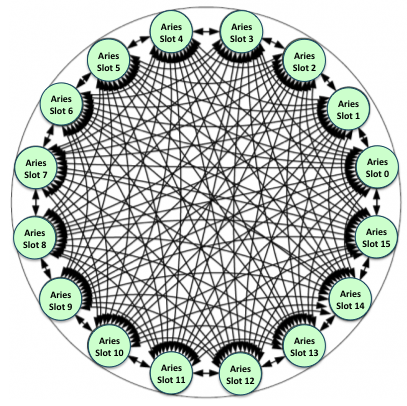 Aries
Slot 4
Aries
Slot 3
Aries
Slot 5
Aries
Slot 2
Aries
Slot 6
Aries
Slot 1
Aries
Slot 7
Aries
Slot 0
Aries
Slot 8
Aries
Slot 15
Aries
Slot 9
Aries
Slot 14
Aries
Slot 10
Aries
Slot 13
Aries
Slot 11
Aries
Slot 12